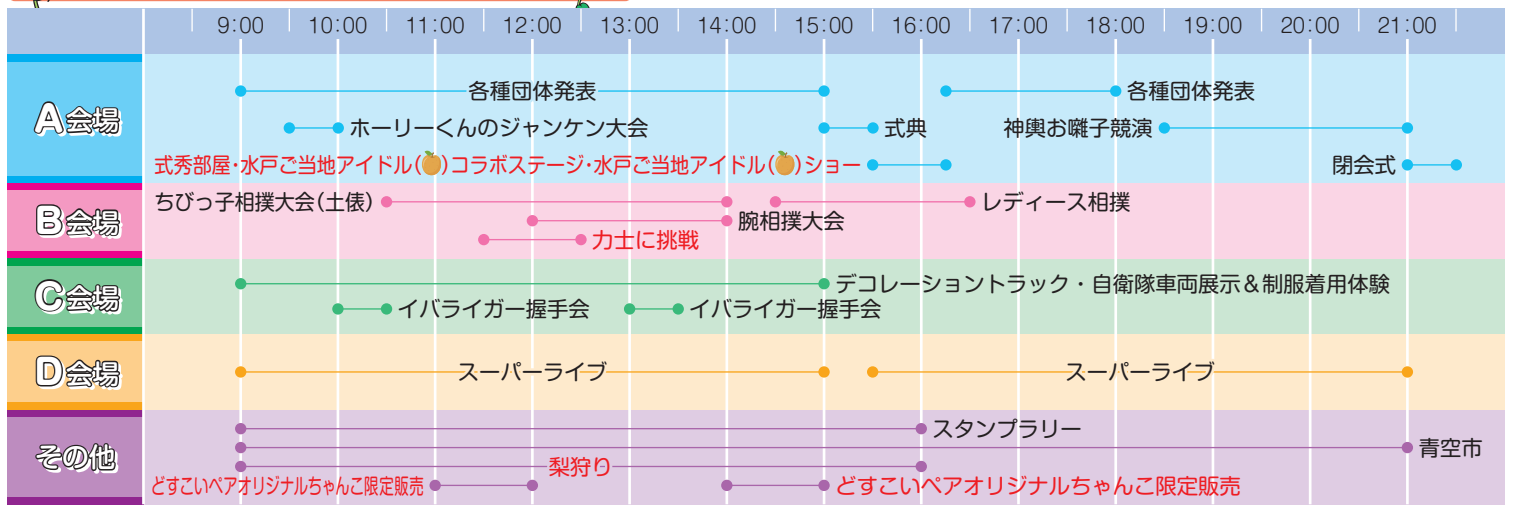 9:00 10:00 11:00 12:00 13:00 14:00 15:00 16:00 17:00 18:00 19:00 20:00 21:00
A会場
各種団体発表 各種団体発表
ホーリーくんのジャンケン大会 式典 神輿お囃子競演
式秀部屋・水戸ご当地アイドル()コラボステージ・水戸ご当地アイドル()ショー 閉会式
B会場
ちびっ子相撲大会(土俵) レディース相撲
腕相撲大会
力士に挑戦
C会場
デコレーショントラック・自衛隊車両展示&制服着用体験
イバライガー握手会 イバライガー握手会
D会場
スーパーライブ スーパーライブ
その他
スタンプラリー
青空市
梨狩り
どすこいペアオリジナルちゃんこ限定販売 どすこいペアオリジナルちゃんこ限定販売